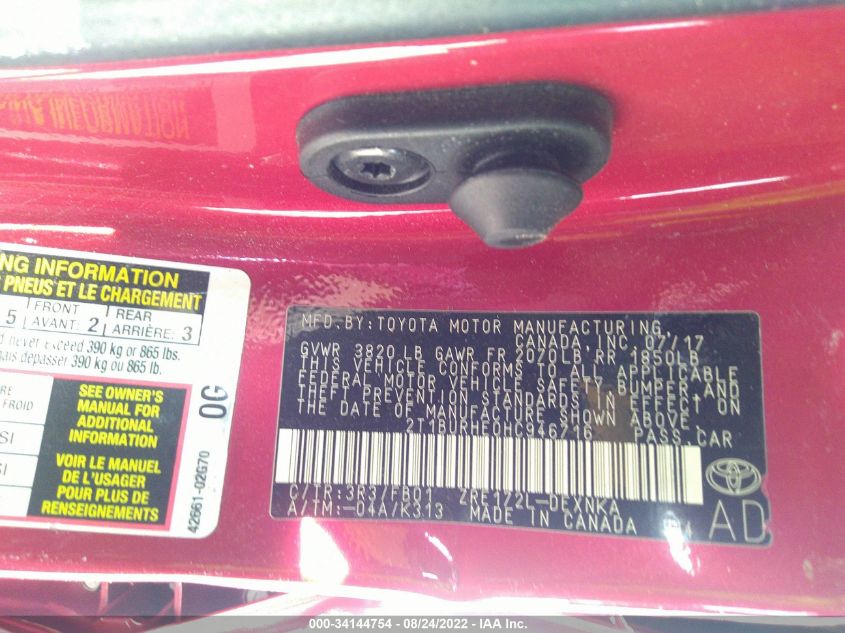 NG INFORMATION
PNEUS ET LE CHARGEMENT
5 FRONT AVANT: 2 REAR ARRIÈRE: 3
never exceed 390 kg or 865 lbs.
mais dépasser 390 kg ou 865 lb.
RE
FROID
SI
SI
SEE OWNER'S
MANUAL FOR
ADDITIONAL
INFORMATION
VOIR LE MANUEL
DE L'USAGER
POUR PLUS DE
RENSEIGNEMENTS
0G
42661-02G70
MFD. BY: TOYOTA MOTOR MANUFACTURING,
CANADA, INC. 07/17
GVWR 3820 LB GAWR FR 2070LB RR 1850LB
THIS VEHICLE CONFORMS TO ALL APPLICABLE
FEDERAL MOTOR VEHICLE SAFETY, BUMPER, AND
THEFT PREVENTION STANDARDS IN EFFECT ON
THE DATE OF MANUFACTURE SHOWN ABOVE.
2T1BURHE0HC946716 PASS. CAR
C/TR: 3R3/FB01 ZRE172L-DEXNKA
A/TM: -04A/K313 MADE IN CANADA
AD
000-34144754 - 08/24/2022 - IAA Inc.